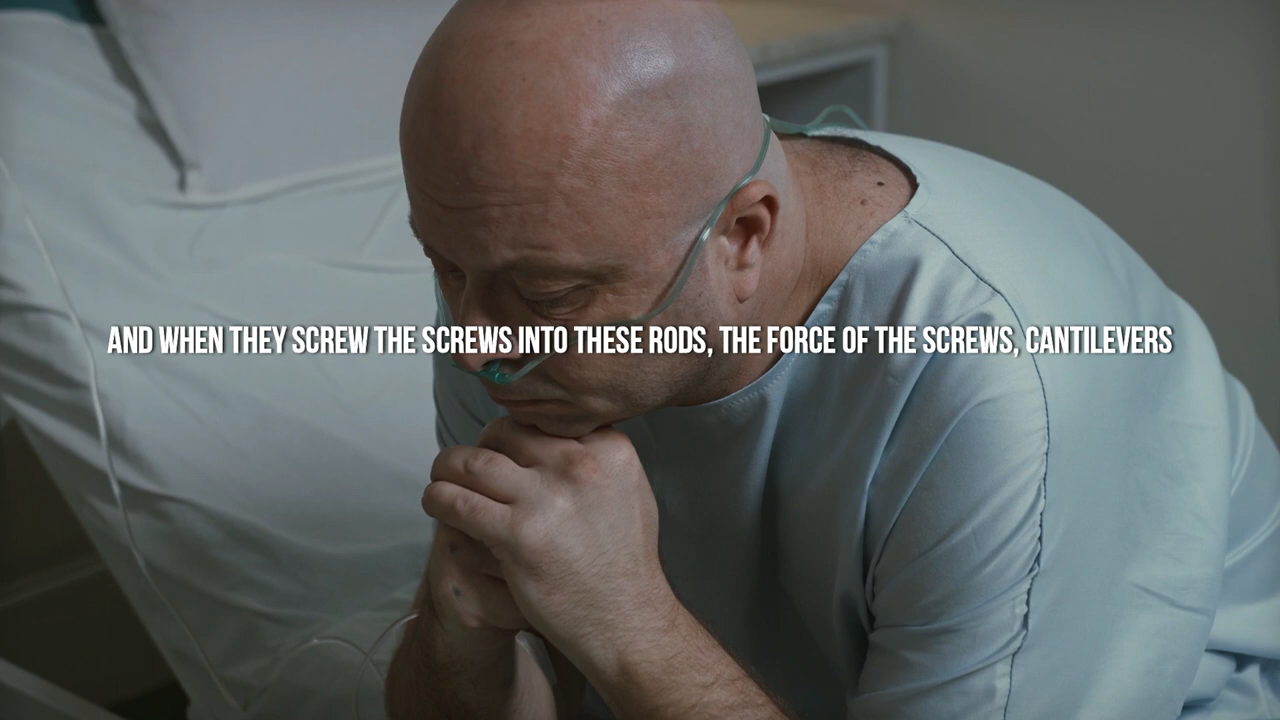 AND WHEN THEY SCREW THE SCREWS INTO THESE RODS, THE FORCE OF THE SCREWS, CANTILEVERS